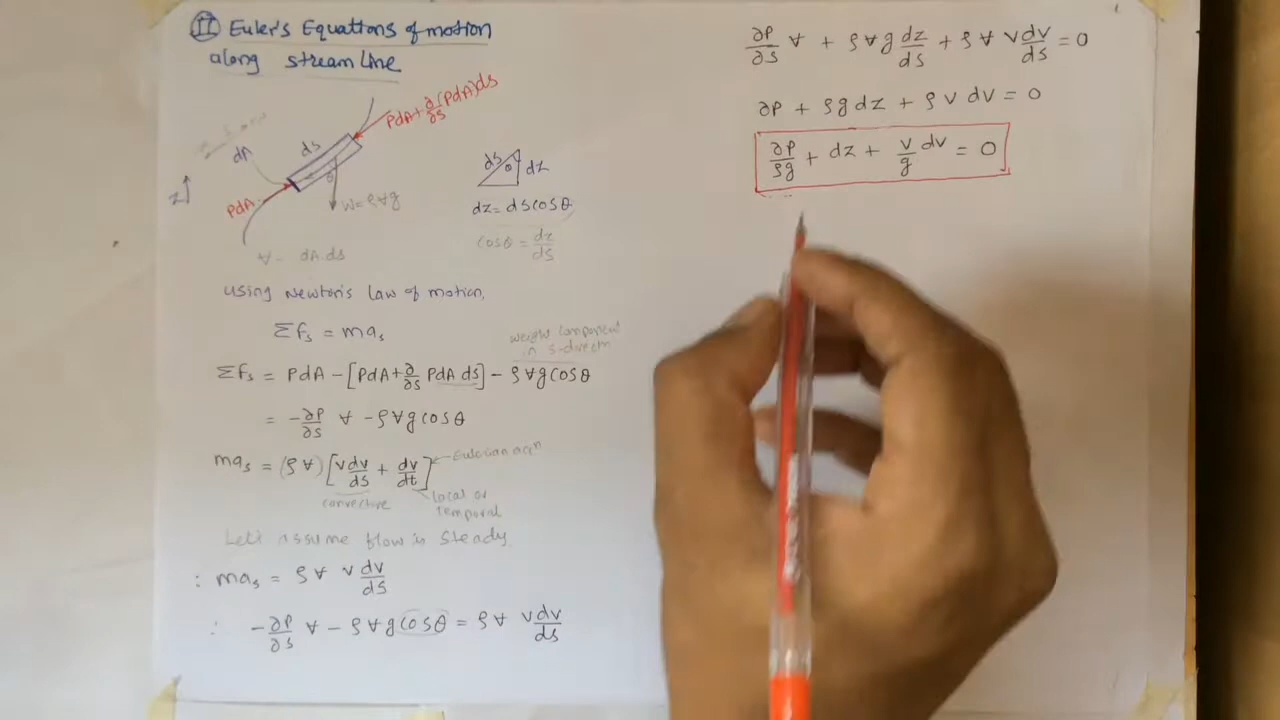 II Euler's Equations of motion
along stream line
PdA + ∂/∂s (PdA) ds
ds
dA
θ
z
PdA
W = ρ∀g
∀ = dA.ds
ds θ dz
dz = ds cosθ
cosθ = dz/ds
using Newton's law of motion,
Σfs = mas
weight component
in s-direction
Σfs = PdA - [PdA + ∂/∂s PdA ds] - ρ∀g cosθ
= -∂P/∂s ∀ - ρ∀g cosθ
mas = (ρ∀) [v dv/ds + dv/dt] ← Eulerian accn
convective
local or
temporal
Let's assume flow is steady
∴ mas = ρ∀ v dv/ds
∴ -∂P/∂s ∀ - ρ∀g cosθ = ρ∀ v dv/ds
∂P/∂s ∀ + ρ∀g dz/ds + ρ∀ v dv/ds = 0
∂P + ρg dz + ρ v dv = 0
∂P/ρg + dz + v/g dv = 0